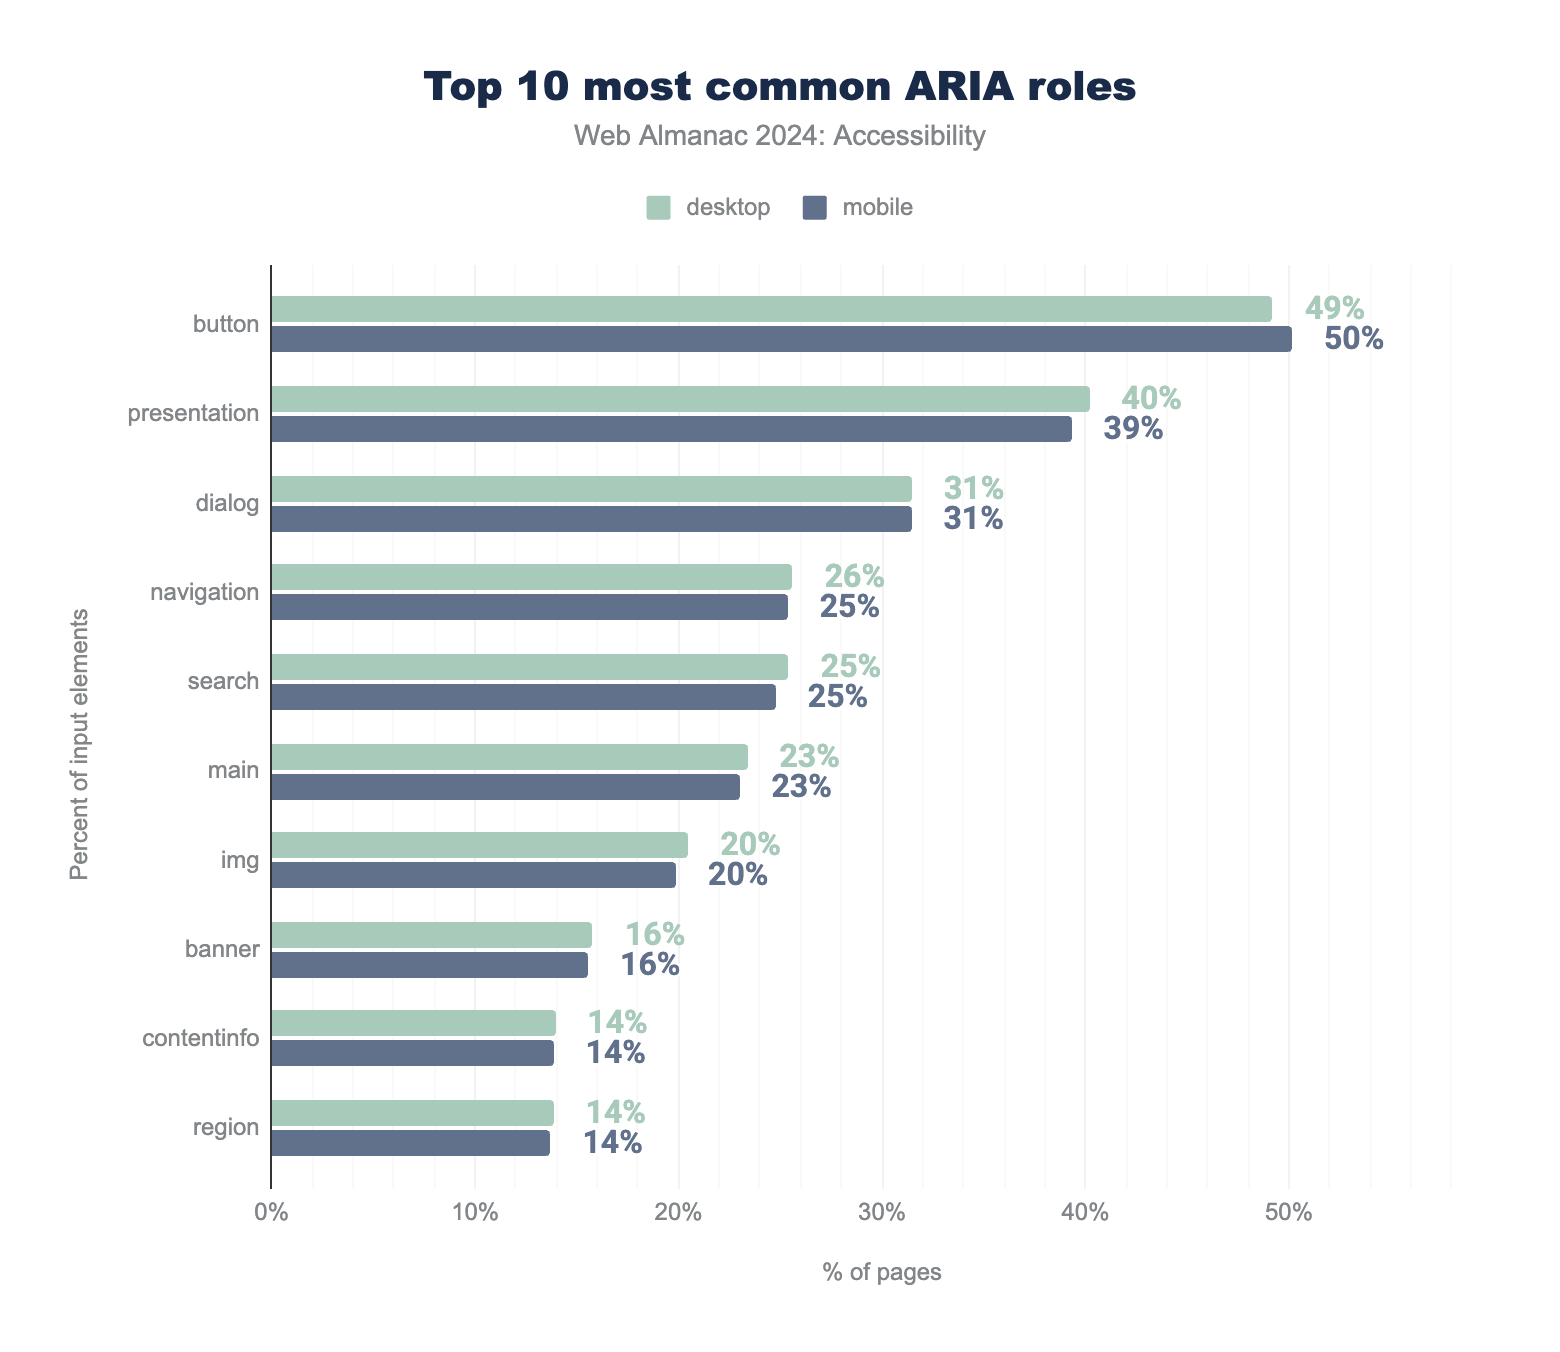 Top 10 most common ARIA roles
Web Almanac 2024: Accessibility
desktop
mobile
Percent of input elements
button
49%
50%
presentation
40%
39%
dialog
31%
31%
navigation
26%
25%
search
25%
25%
main
23%
23%
img
20%
20%
banner
16%
16%
contentinfo
14%
14%
region
14%
14%
0% 10% 20% 30% 40% 50%
% of pages